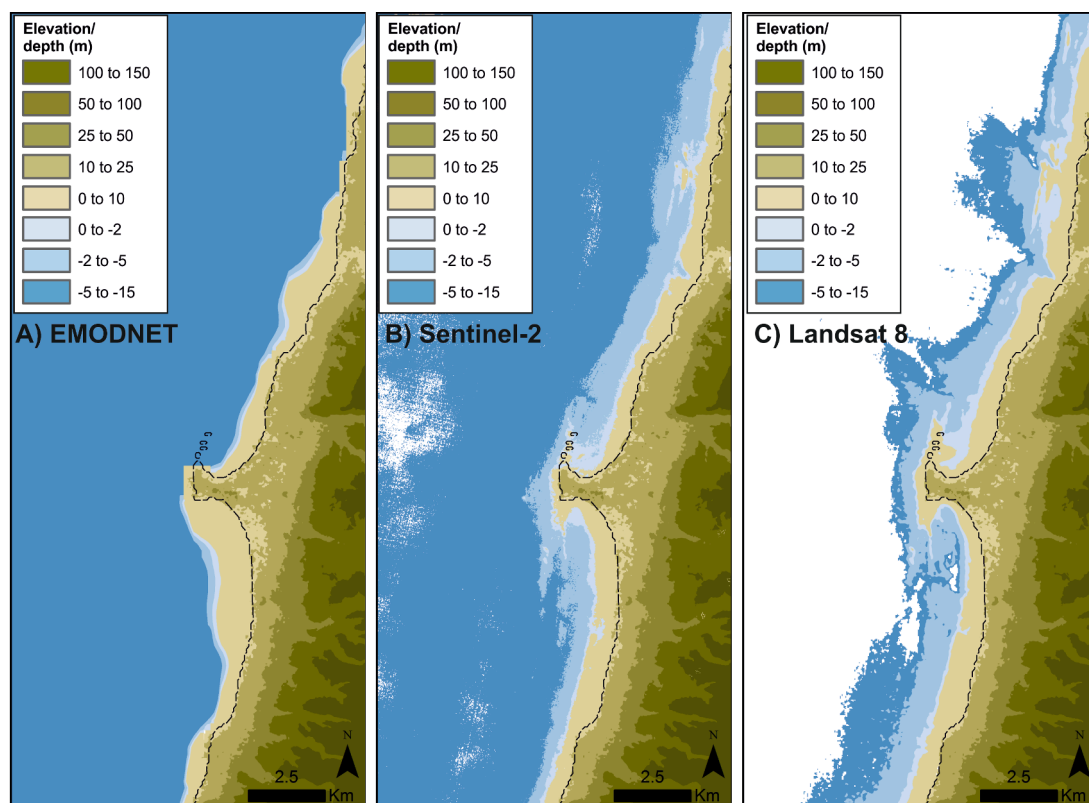 Elevation/
depth (m)
100 to 150
50 to 100
25 to 50
10 to 25
0 to 10
0 to -2
-2 to -5
-5 to -15
A) EMODNET
N
2.5
Km
Elevation/
depth (m)
100 to 150
50 to 100
25 to 50
10 to 25
0 to 10
0 to -2
-2 to -5
-5 to -15
B) Sentinel-2
N
2.5
Km
Elevation/
depth (m)
100 to 150
50 to 100
25 to 50
10 to 25
0 to 10
0 to -2
-2 to -5
-5 to -15
C) Landsat 8
N
2.5
Km